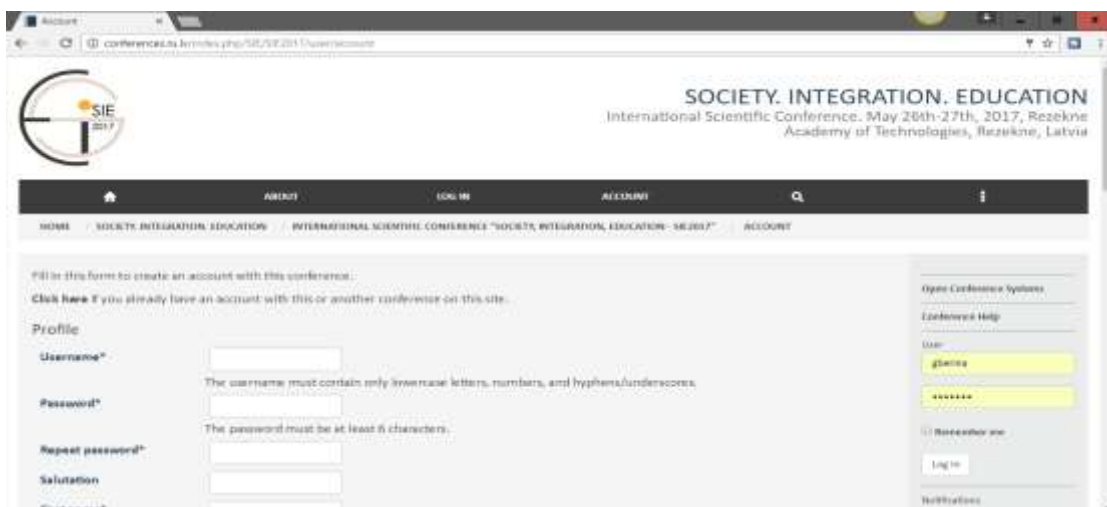 Account
conferences.ru.lv/index.php/SIE/SIE2017/user/account
SIE
2017
SOCIETY. INTEGRATION. EDUCATION
International Scientific Conference. May 26th-27th, 2017, Rezekne
Academy of Technologies, Rezekne, Latvia
ABOUT LOG IN ACCOUNT
HOME SOCIETY. INTEGRATION. EDUCATION INTERNATIONAL SCIENTIFIC CONFERENCE "SOCIETY, INTEGRATION, EDUCATION - SIE2017" ACCOUNT
Fill in this form to create an account with this conference.
Click here if you already have an account with this or another conference on this site.
Profile
Username*
The username must contain only lowercase letters, numbers, and hyphens/underscores.
Password*
The password must be at least 6 characters.
Repeat password*
Salutation
Open Conference Systems
Conference Help
User
Remember me
Log In
Notifications